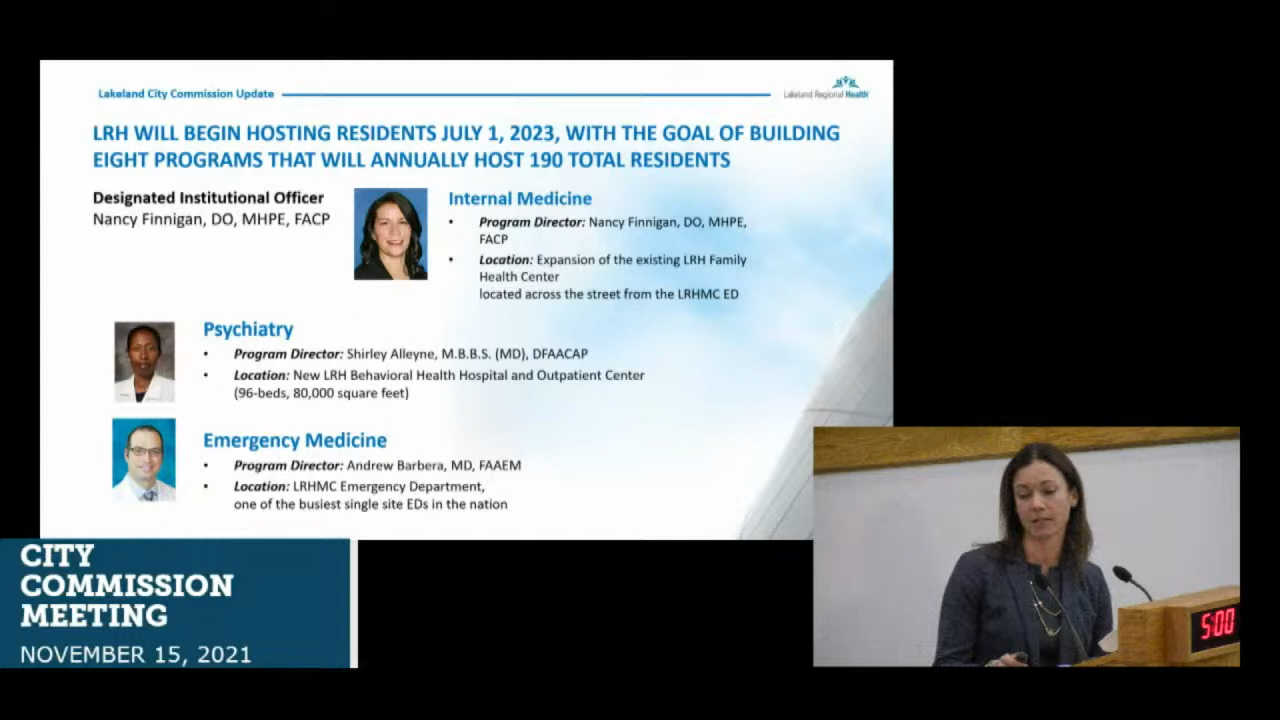 Lakeland City Commission Update
Lakeland Regional Health
LRH WILL BEGIN HOSTING RESIDENTS JULY 1, 2023, WITH THE GOAL OF BUILDING
EIGHT PROGRAMS THAT WILL ANNUALLY HOST 190 TOTAL RESIDENTS
Designated Institutional Officer
Nancy Finnigan, DO, MHPE, FACP
Internal Medicine
• Program Director: Nancy Finnigan, DO, MHPE,
FACP
• Location: Expansion of the existing LRH Family
Health Center
located across the street from the LRHMC ED
Psychiatry
• Program Director: Shirley Alleyne, M.B.B.S. (MD), DFAACAP
• Location: New LRH Behavioral Health Hospital and Outpatient Center
(96-beds, 80,000 square feet)
Emergency Medicine
• Program Director: Andrew Barbera, MD, FAAEM
• Location: LRHMC Emergency Department,
one of the busiest single site EDs in the nation
CITY
COMMISSION
MEETING
NOVEMBER 15, 2021
5:00